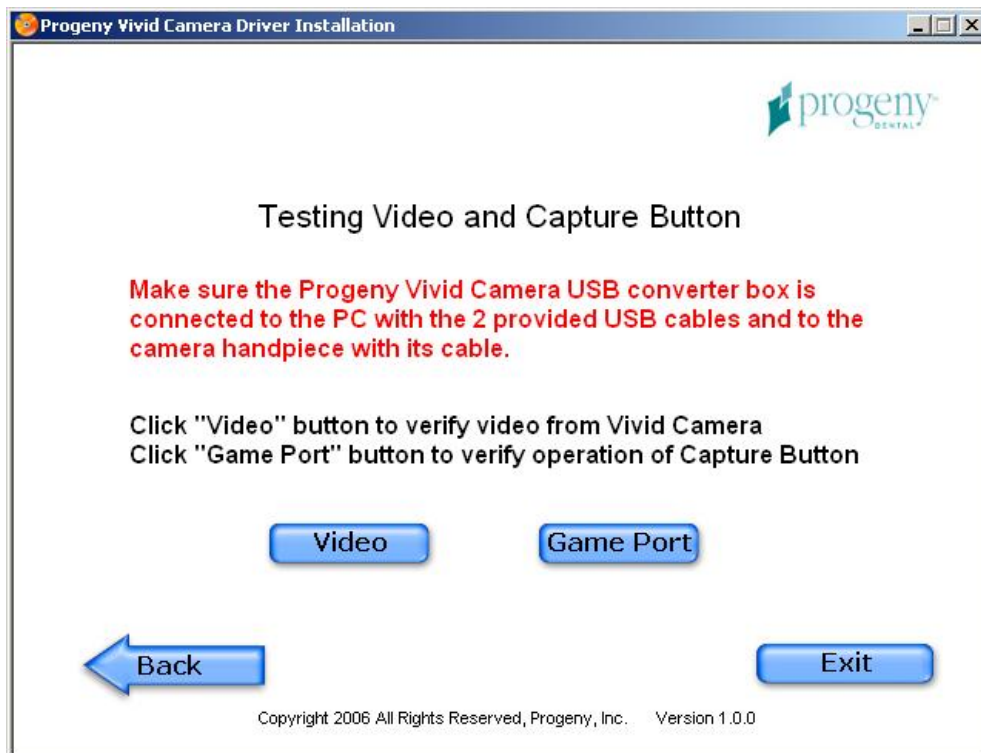 Progeny Vivid Camera Driver Installation
progeny™
DENTAL
Testing Video and Capture Button
Make sure the Progeny Vivid Camera USB converter box is
connected to the PC with the 2 provided USB cables and to the
camera handpiece with its cable.
Click "Video" button to verify video from Vivid Camera
Click "Game Port" button to verify operation of Capture Button
Video
Game Port
Back
Exit
Copyright 2006 All Rights Reserved, Progeny, Inc. Version 1.0.0